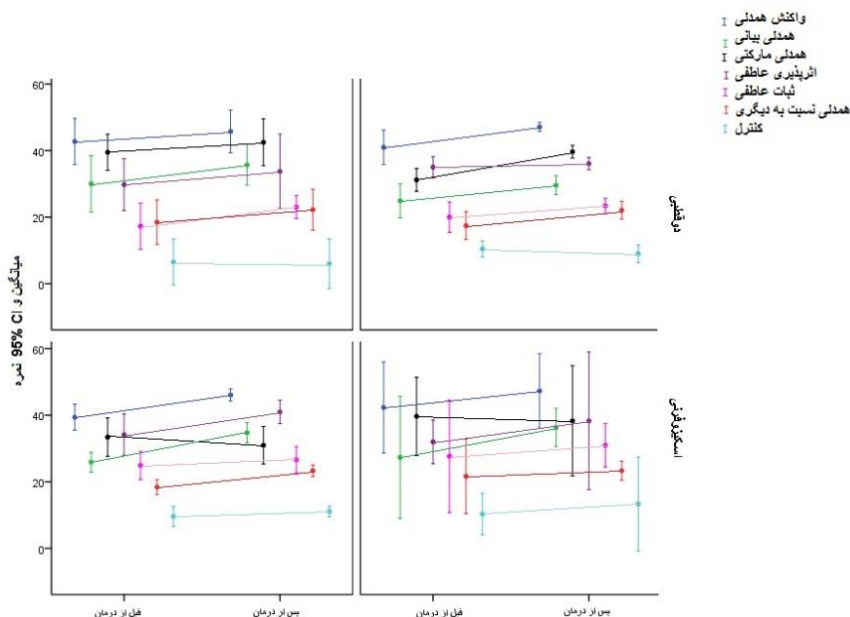 واکنش همدلی
همدلی بیانی
همدلی مارکتی
اثرپذیری عاطفی
ثبات عاطفی
همدلی نسبت به دیگری
کنترل
میانگین و 95% CI نمره
60
40
20
0
دوقطبی
60
40
20
0
اسکیزوفرنی
قبل از درمان
پس از درمان
قبل از درمان
پس از درمان